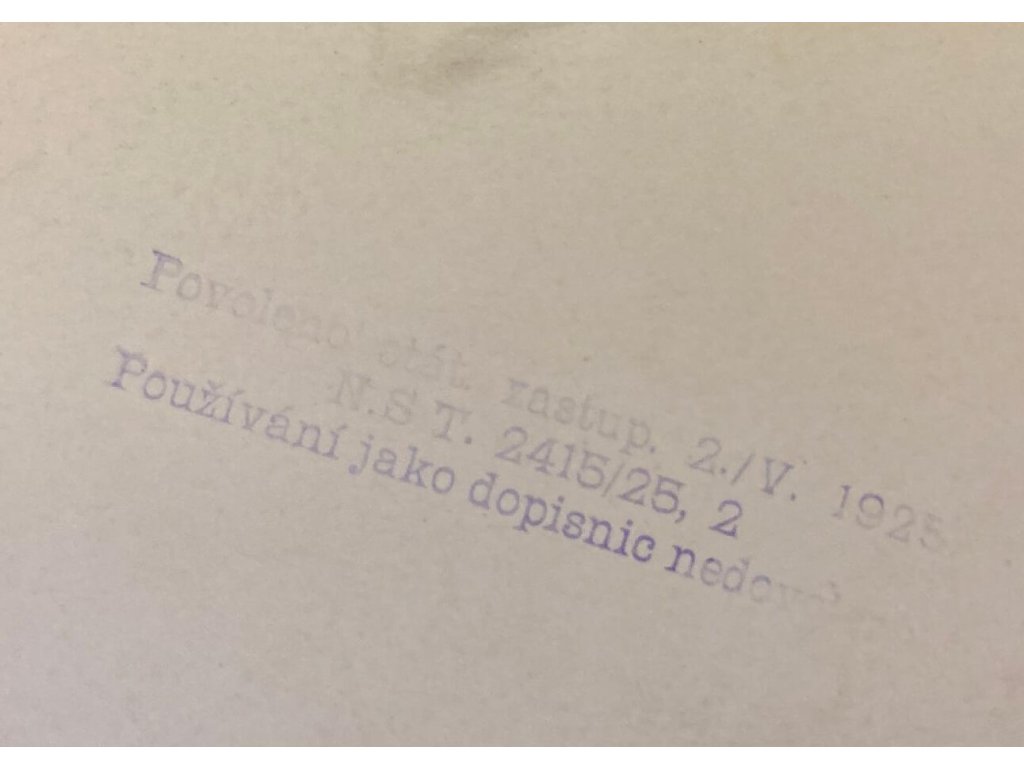 Povoleno stát. zastup. 2./V. 1925
N.S T. 2415/25, 2
Používání jako dopisnic